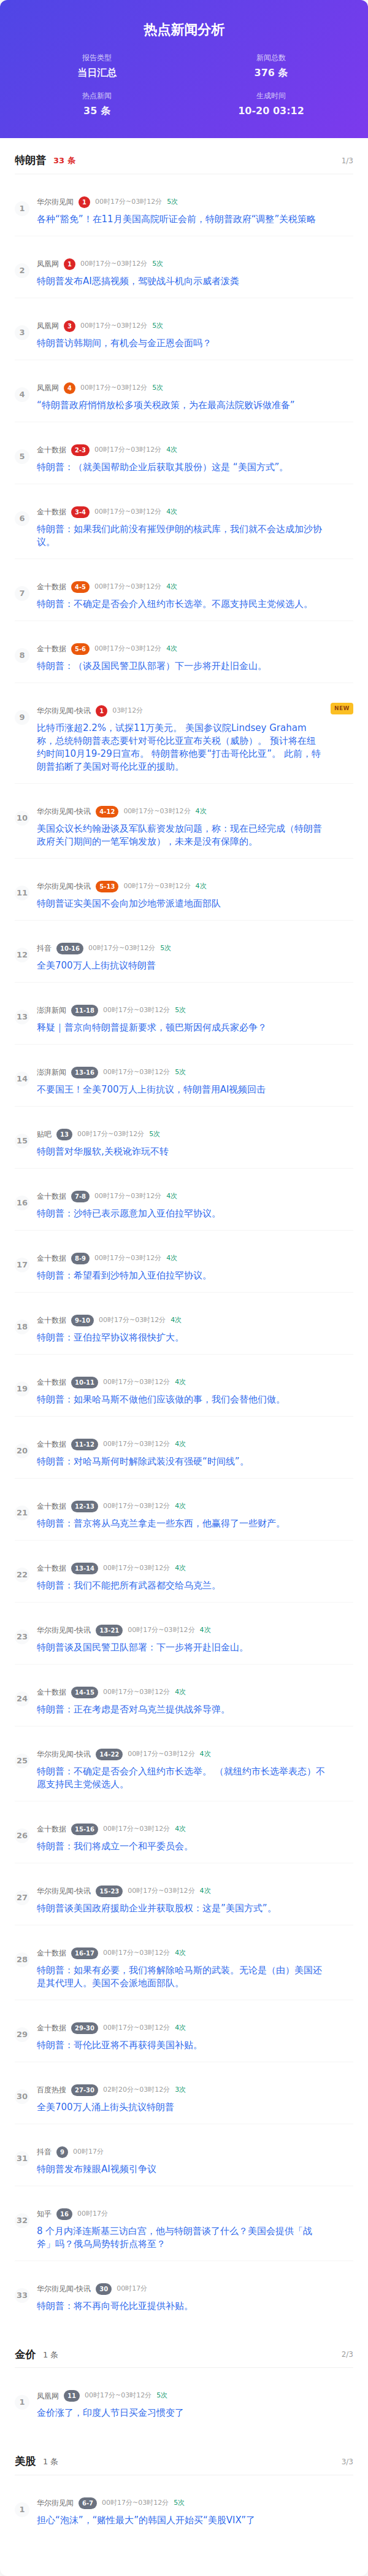 热点新闻分析
报告类型
当日汇总
新闻总数
376 条
热点新闻
35 条
生成时间
10-20 03:12
特朗普 33 条 1/3
1
华尔街见闻 1 00时17分~03时12分 5次
各种“豁免”！在11月美国高院听证会前，特朗普政府“调整”关税策略
2
凤凰网 1 00时17分~03时12分 5次
特朗普发布AI恶搞视频，驾驶战斗机向示威者泼粪
3
凤凰网 3 00时17分~03时12分 5次
特朗普访韩期间，有机会与金正恩会面吗？
4
凤凰网 4 00时17分~03时12分 5次
“特朗普政府悄悄放松多项关税政策，为在最高法院败诉做准备”
5
金十数据 2-3 00时17分~03时12分 4次
特朗普：（就美国帮助企业后获取其股份）这是 “美国方式”。
6
金十数据 3-4 00时17分~03时12分 4次
特朗普：如果我们此前没有摧毁伊朗的核武库，我们就不会达成加沙协
议。
7
金十数据 4-5 00时17分~03时12分 4次
特朗普：不确定是否会介入纽约市长选举。不愿支持民主党候选人。
8
金十数据 5-6 00时17分~03时12分 4次
特朗普：（谈及国民警卫队部署）下一步将开赴旧金山。
9
华尔街见闻-快讯 1 03时12分
NEW
比特币涨超2.2%，试探11万美元。 美国参议院Lindsey Graham
称，总统特朗普表态要针对哥伦比亚宣布关税（威胁）。 预计将在纽
约时间10月19-29日宣布。 特朗普称他要“打击哥伦比亚”。 此前，特
朗普掐断了美国对哥伦比亚的援助。
10
华尔街见闻-快讯 4-12 00时17分~03时12分 4次
美国众议长约翰逊谈及军队薪资发放问题，称：现在已经完成（特朗普
政府关门期间的一笔军饷发放），未来是没有保障的。
11
华尔街见闻-快讯 5-13 00时17分~03时12分 4次
特朗普证实美国不会向加沙地带派遣地面部队
12
抖音 10-16 00时17分~03时12分 5次
全美700万人上街抗议特朗普
13
澎湃新闻 11-18 00时17分~03时12分 5次
释疑｜普京向特朗普提新要求，顿巴斯因何成兵家必争？
14
澎湃新闻 13-16 00时17分~03时12分 5次
不要国王！全美700万人上街抗议，特朗普用AI视频回击
15
贴吧 13 00时17分~03时12分 5次
特朗普对华服软,关税讹诈玩不转
16
金十数据 7-8 00时17分~03时12分 4次
特朗普：沙特已表示愿意加入亚伯拉罕协议。
17
金十数据 8-9 00时17分~03时12分 4次
特朗普：希望看到沙特加入亚伯拉罕协议。
18
金十数据 9-10 00时17分~03时12分 4次
特朗普：亚伯拉罕协议将很快扩大。
19
金十数据 10-11 00时17分~03时12分 4次
特朗普：如果哈马斯不做他们应该做的事，我们会替他们做。
20
金十数据 11-12 00时17分~03时12分 4次
特朗普：对哈马斯何时解除武装没有强硬“时间线”。
21
金十数据 12-13 00时17分~03时12分 4次
特朗普：普京将从乌克兰拿走一些东西，他赢得了一些财产。
22
金十数据 13-14 00时17分~03时12分 4次
特朗普：我们不能把所有武器都交给乌克兰。
23
华尔街见闻-快讯 13-21 00时17分~03时12分 4次
特朗普谈及国民警卫队部署：下一步将开赴旧金山。
24
金十数据 14-15 00时17分~03时12分 4次
特朗普：正在考虑是否对乌克兰提供战斧导弹。
25
华尔街见闻-快讯 14-22 00时17分~03时12分 4次
特朗普：不确定是否会介入纽约市长选举。 （就纽约市长选举表态）不
愿支持民主党候选人。
26
金十数据 15-16 00时17分~03时12分 4次
特朗普：我们将成立一个和平委员会。
27
华尔街见闻-快讯 15-23 00时17分~03时12分 4次
特朗普谈美国政府援助企业并获取股权：这是“美国方式”。
28
金十数据 16-17 00时17分~03时12分 4次
特朗普：如果有必要，我们将解除哈马斯的武装。无论是（由）美国还
是其代理人。美国不会派地面部队。
29
金十数据 29-30 00时17分~03时12分 4次
特朗普：哥伦比亚将不再获得美国补贴。
30
百度热搜 27-30 02时20分~03时12分 3次
全美700万人涌上街头抗议特朗普
31
抖音 9 00时17分
特朗普发布辣眼AI视频引争议
32
知乎 16 00时17分
8 个月内泽连斯基三访白宫，他与特朗普谈了什么？美国会提供「战
斧」吗？俄乌局势转折点将至？
33
华尔街见闻-快讯 30 00时17分
特朗普：将不再向哥伦比亚提供补贴。
金价 1 条 2/3
1
凤凰网 11 00时17分~03时12分 5次
金价涨了，印度人节日买金习惯变了
美股 1 条 3/3
1
华尔街见闻 6-7 00时17分~03时12分 5次
担心“泡沫”，“赌性最大”的韩国人开始买“美股VIX”了